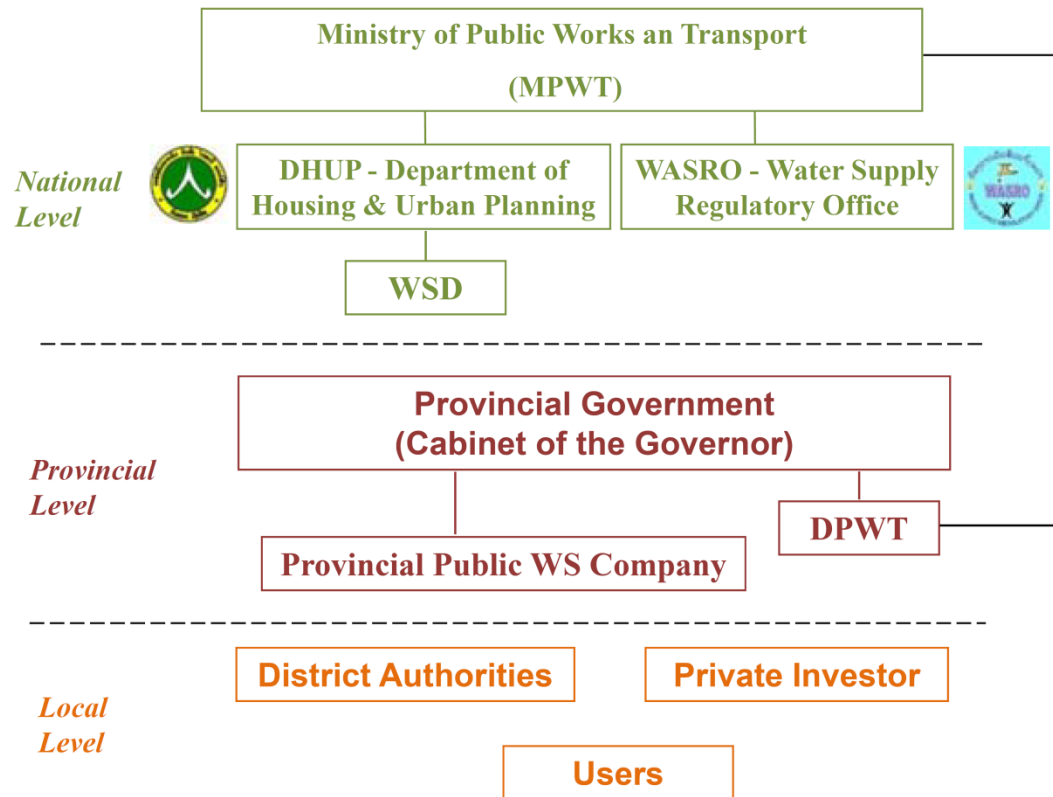 Ministry of Public Works an Transport
(MPWT)
National
Level
DHUP - Department of
Housing & Urban Planning
WASRO - Water Supply
Regulatory Office
WASRO
WSD
Provincial
Level
Provincial Government
(Cabinet of the Governor)
DPWT
Provincial Public WS Company
Local
Level
District Authorities
Private Investor
Users